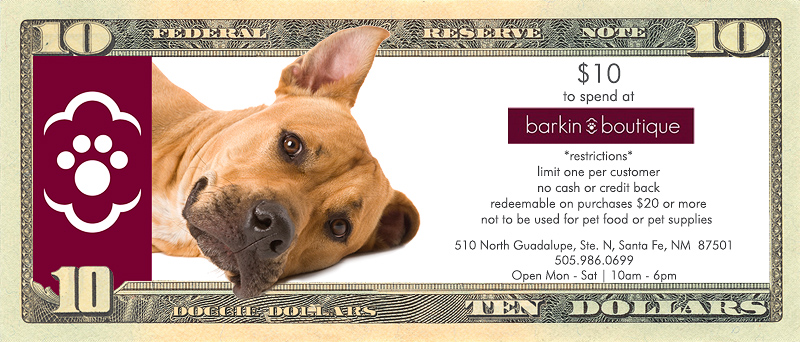 10 FEDERAL RESERVE NOTE 10
$10
to spend at
barkin boutique
*restrictions*
limit one per customer
no cash or credit back
redeemable on purchases $20 or more
not to be used for pet food or pet supplies
510 North Guadalupe, Ste. N, Santa Fe, NM 87501
505.986.0699
Open Mon - Sat | 10am - 6pm
10 DOGGIE DOLLARS TEN DOLLARS